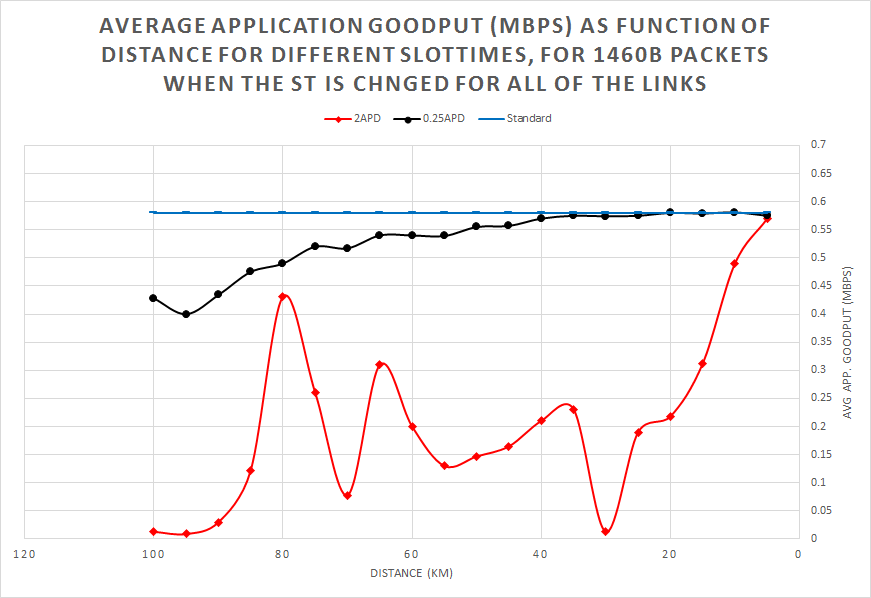 AVERAGE APPLICATION GOODPUT (MBPS) AS FUNCTION OF
DISTANCE FOR DIFFERENT SLOTTIMES, FOR 1460B PACKETS
WHEN THE ST IS CHNGED FOR ALL OF THE LINKS
2APD 0.25APD Standard
0.7
0.65
0.6
0.55
0.5
0.45
0.4
0.35
0.3
0.25
0.2
0.15
0.1
0.05
0
AVG APP. GOODPUT (MBPS)
120 100 80 60 40 20 0
DISTANCE (KM)